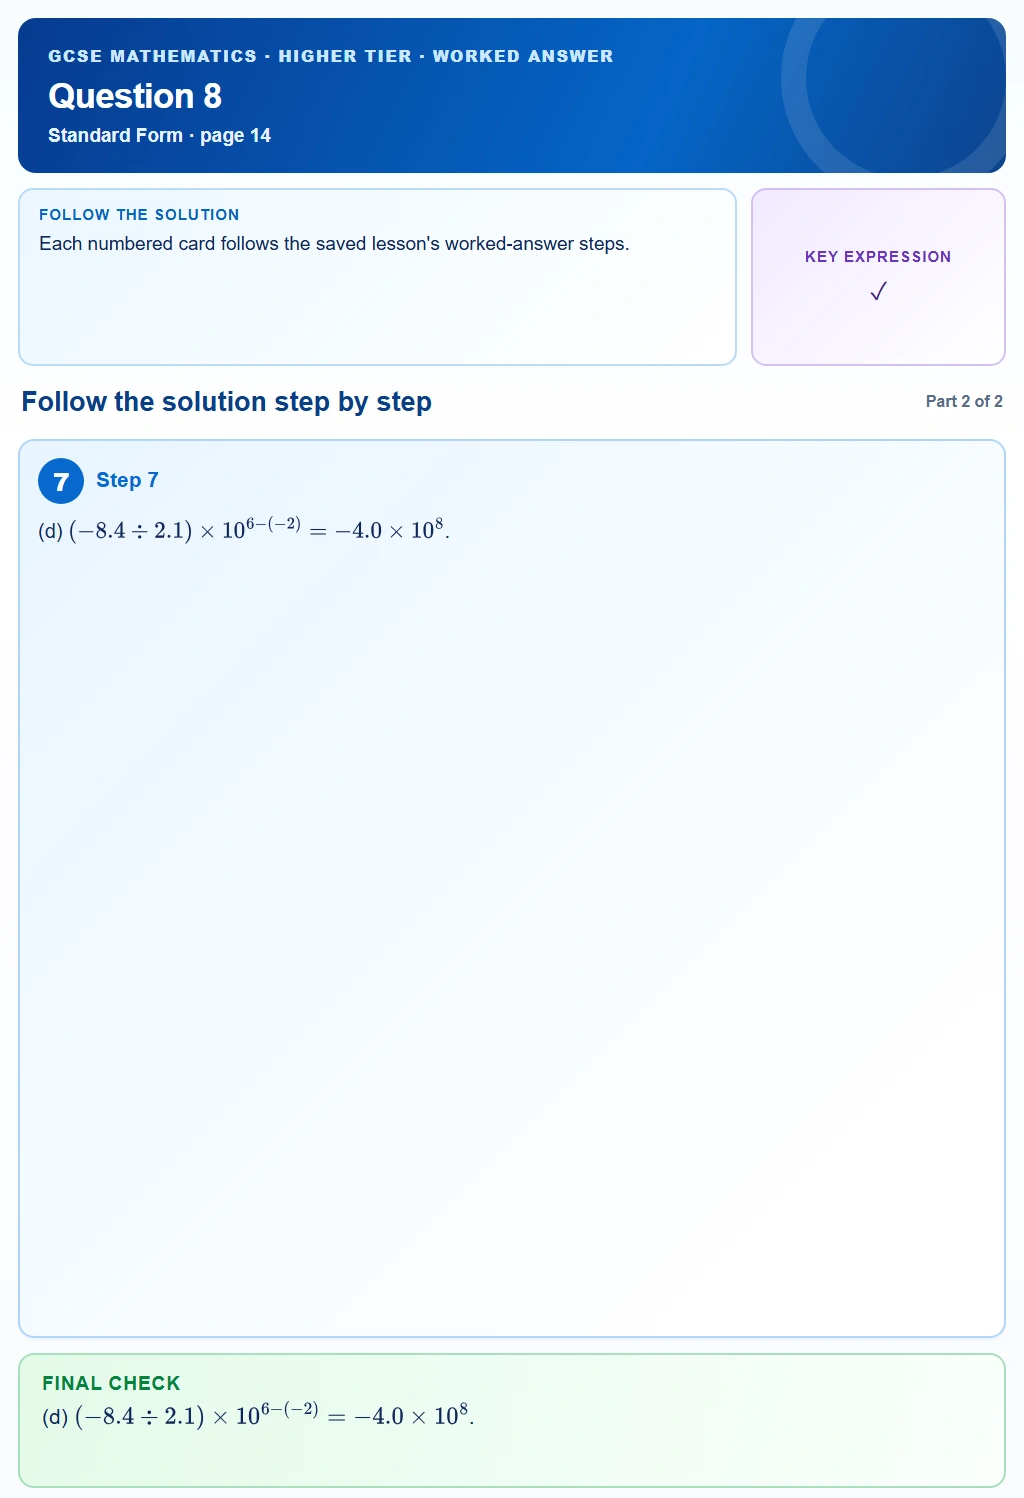 GCSE MATHEMATICS · HIGHER TIER · WORKED ANSWER
Question 8
Standard Form · page 14
FOLLOW THE SOLUTION
Each numbered card follows the saved lesson's worked-answer steps.
KEY EXPRESSION
✓
Follow the solution step by step
Part 2 of 2
7 Step 7
(d) (−8.4 ÷ 2.1) × 10^{6−(−2)} = −4.0 × 10^{8}.
FINAL CHECK
(d) (−8.4 ÷ 2.1) × 10^{6−(−2)} = −4.0 × 10^{8}.